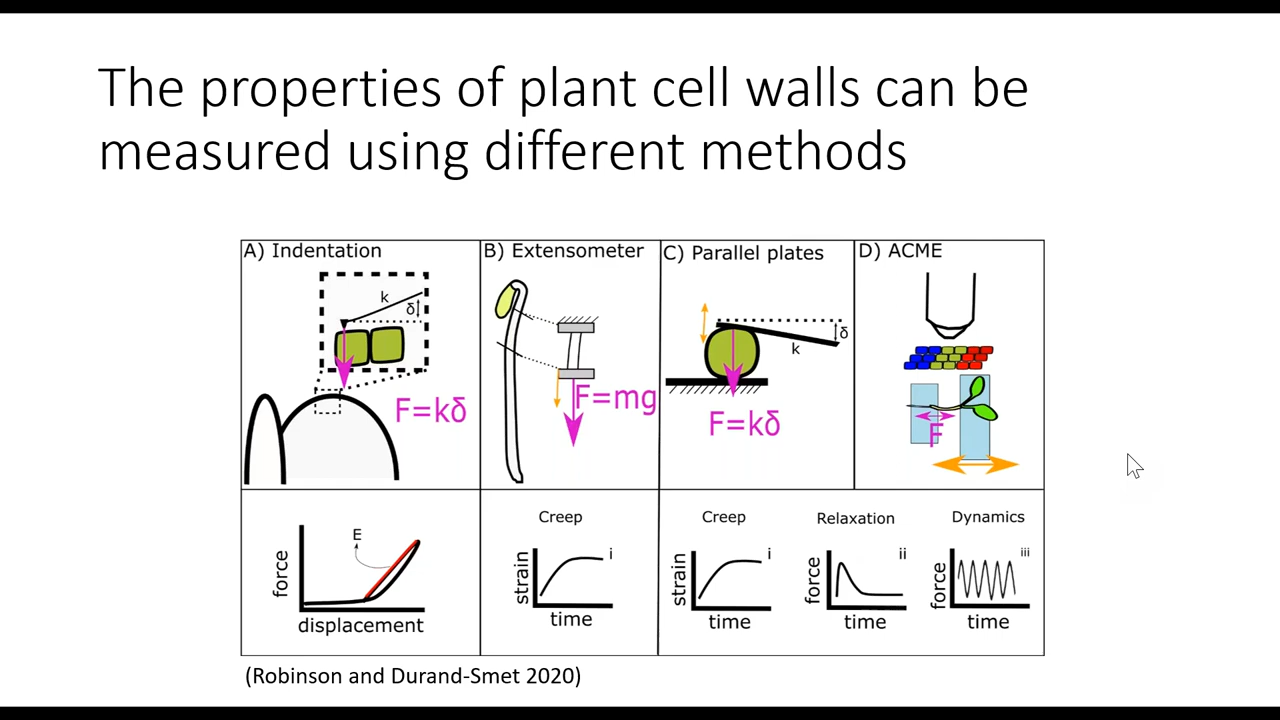 The properties of plant cell walls can be
measured using different methods
A) Indentation
k
δ
F=kδ
B) Extensometer
F=mg
C) Parallel plates
δ
k
F=kδ
D) ACME
F
E
force
displacement
Creep
i
strain
time
Creep
i
strain
time
Relaxation
ii
force
time
Dynamics
iii
force
time
(Robinson and Durand-Smet 2020)